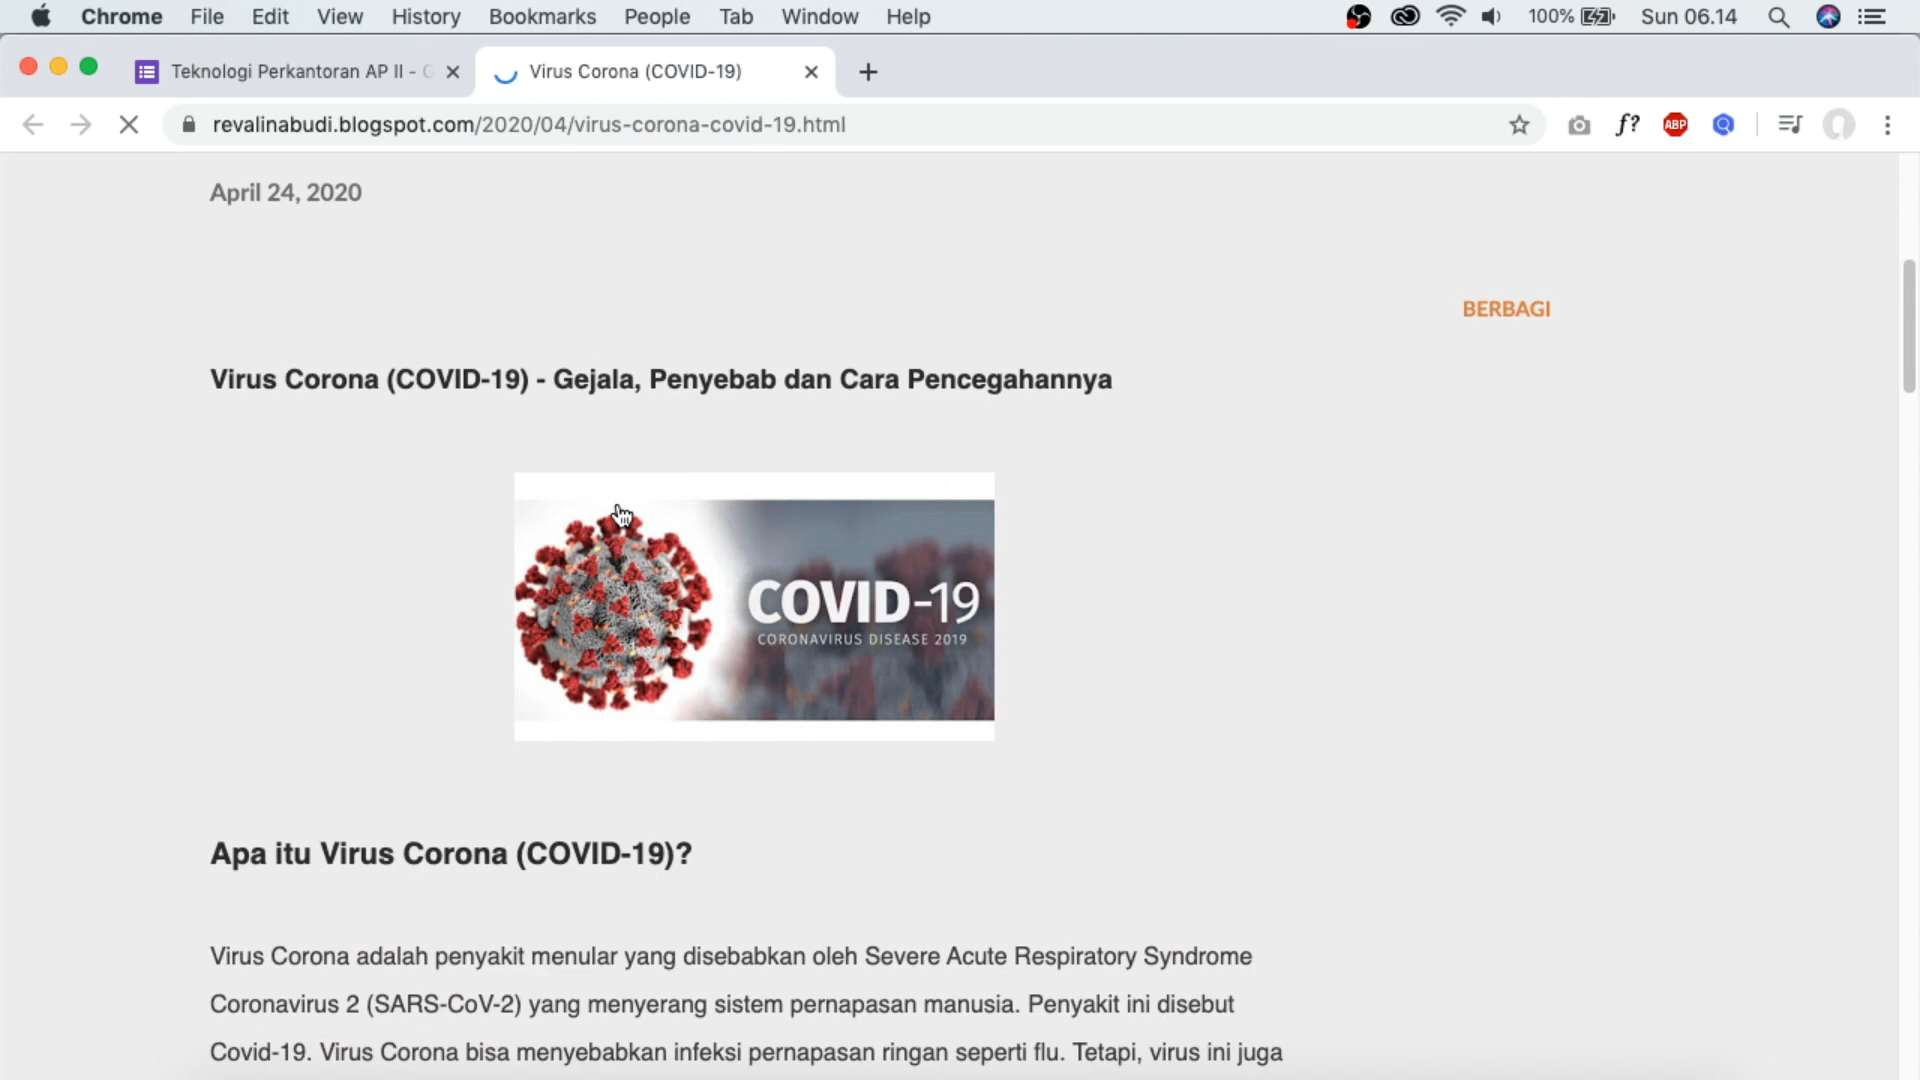 Chrome File Edit View History Bookmarks People Tab Window Help 100% Sun 06.14
Teknologi Perkantoran AP II - G
Virus Corona (COVID-19)
revalinabudi.blogspot.com/2020/04/virus-corona-covid-19.html
f?
ABP
April 24, 2020
BERBAGI
Virus Corona (COVID-19) - Gejala, Penyebab dan Cara Pencegahannya
COVID-19
CORONAVIRUS DISEASE 2019
Apa itu Virus Corona (COVID-19)?
Virus Corona adalah penyakit menular yang disebabkan oleh Severe Acute Respiratory Syndrome
Coronavirus 2 (SARS-CoV-2) yang menyerang sistem pernapasan manusia. Penyakit ini disebut
Covid-19. Virus Corona bisa menyebabkan infeksi pernapasan ringan seperti flu. Tetapi, virus ini juga